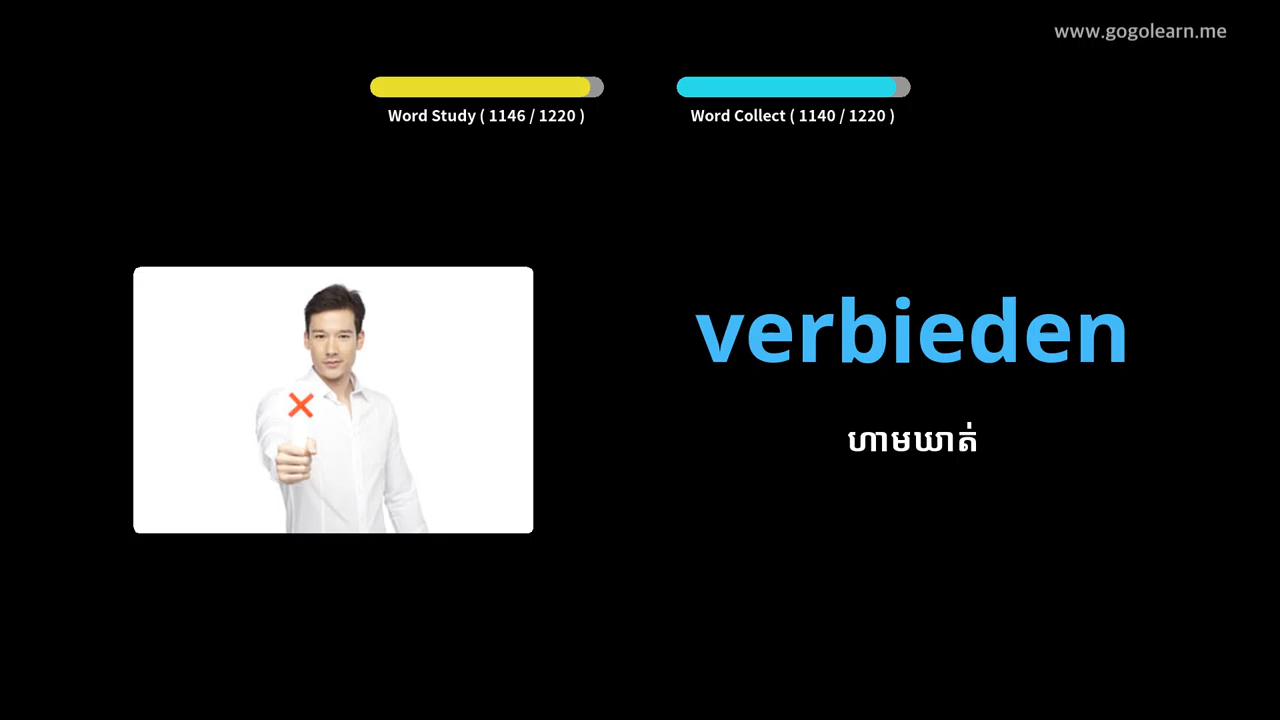 www.gogolearn.me
Word Study ( 1146 / 1220 )
Word Collect ( 1140 / 1220 )
verbieden
ហាមឃាត់